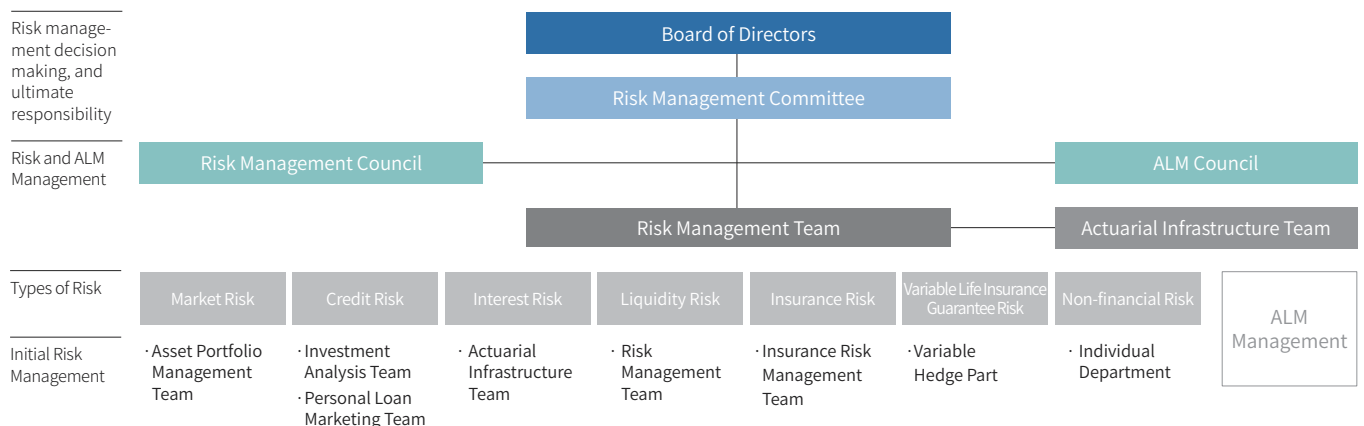 Risk manage-
ment decision
making, and
ultimate
responsibility
Board of Directors
Risk Management Committee
Risk and ALM
Management
Risk Management Council
ALM Council
Risk Management Team
Actuarial Infrastructure Team
Types of Risk
Market Risk
Credit Risk
Interest Risk
Liquidity Risk
Insurance Risk
Variable Life Insurance
Guarantee Risk
Non-financial Risk
ALM
Management
Initial Risk
Management
· Asset Portfolio
Management
Team
· Investment
Analysis Team
· Personal Loan
Marketing Team
· Actuarial
Infrastructure
Team
· Risk
Management
Team
· Insurance Risk
Management
Team
· Variable
Hedge Part
· Individual
Department